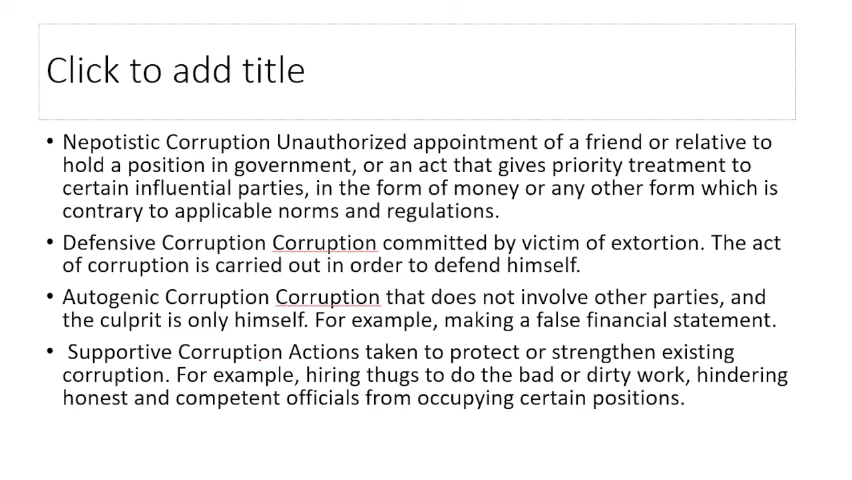 Click to add title
• Nepotistic Corruption Unauthorized appointment of a friend or relative to
hold a position in government, or an act that gives priority treatment to
certain influential parties, in the form of money or any other form which is
contrary to applicable norms and regulations.
• Defensive Corruption Corruption committed by victim of extortion. The act
of corruption is carried out in order to defend himself.
• Autogenic Corruption Corruption that does not involve other parties, and
the culprit is only himself. For example, making a false financial statement.
• Supportive Corruption Actions taken to protect or strengthen existing
corruption. For example, hiring thugs to do the bad or dirty work, hindering
honest and competent officials from occupying certain positions.